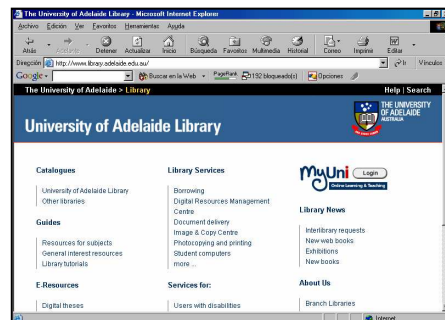 The University of Adelaide Library - Microsoft Internet Explorer
Archivo Edición Ver Favoritos Herramientas Ayuda
Atrás Adelante Detener Actualizar Inicio Búsqueda Favoritos Multimedia Historial Correo Imprimir Editar
Dirección http://www.library.adelaide.edu.au/ Ir Vínculos
Google Buscar en la Web PageRank 192 bloqueado(s) Opciones
The University of Adelaide > Library Help | Search
University of Adelaide Library
THE UNIVERSITY
OF ADELAIDE
AUSTRALIA
Catalogues
University of Adelaide Library
Other libraries
Guides
Resources for subjects
General interest resources
Library tutorials
E-Resources
Digital theses
Library Services
Borrowing
Digital Resources Management
Centre
Document delivery
Image & Copy Centre
Photocopying and printing
Student computers
more ...
Services for:
Users with disabilities
MyUni Login
Online Learning & Teaching
Library News
Interlibrary requests
New web books
Exhibitions
New books
About Us
Branch Libraries
Internet